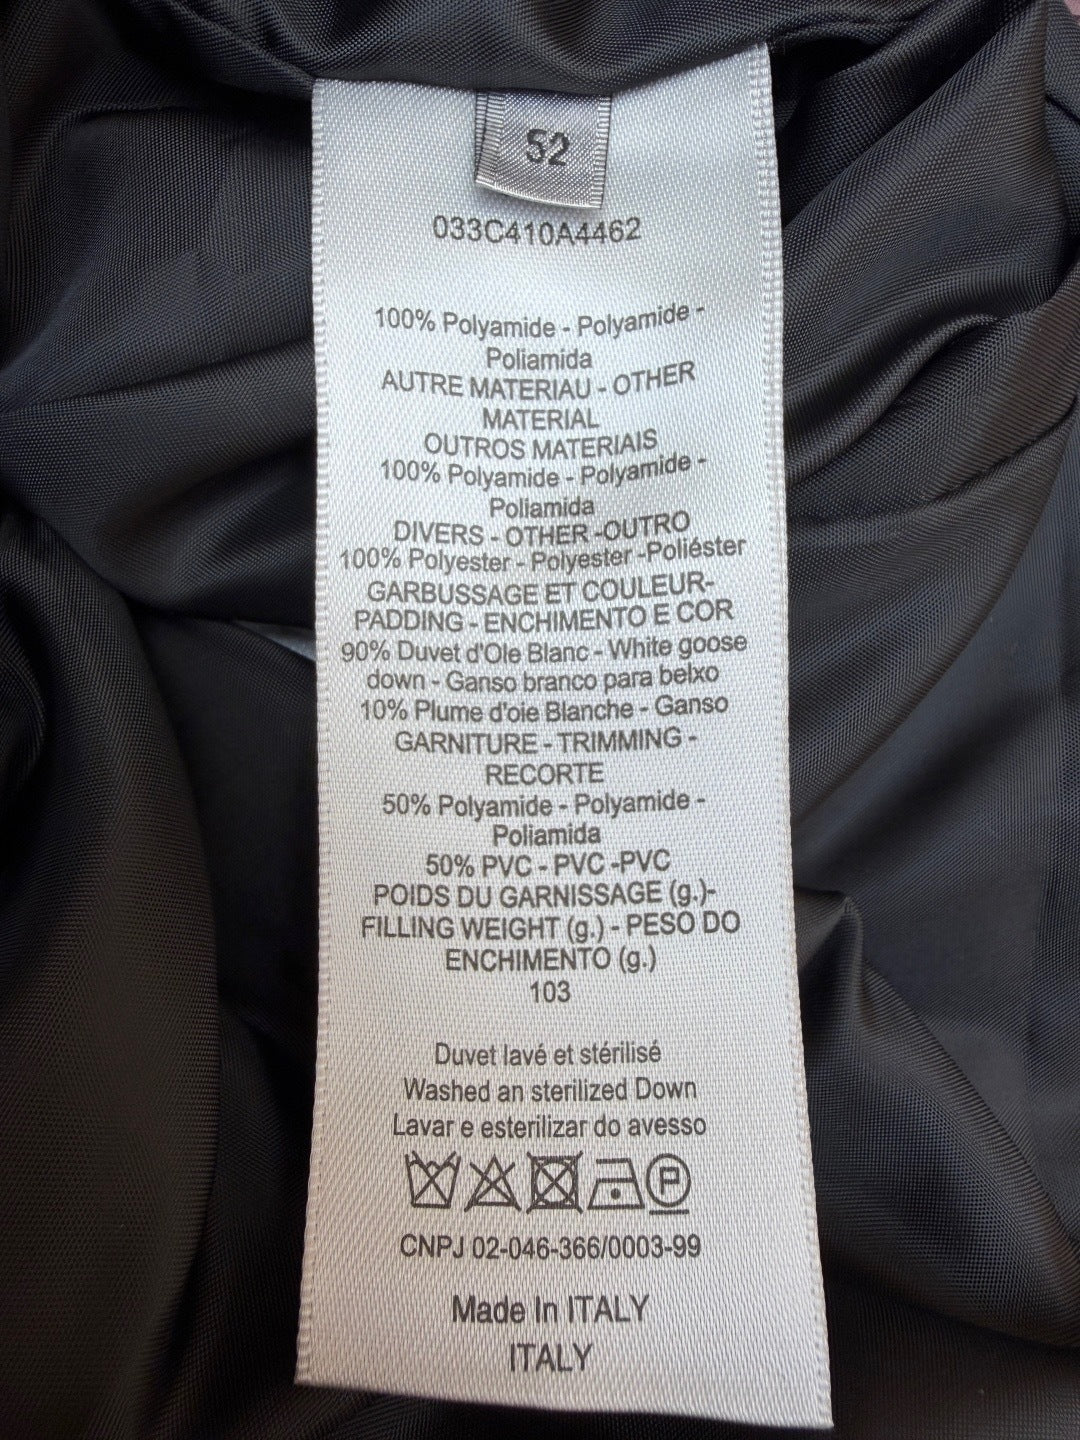 52
033C410A4462
100% Polyamide - Polyamide -
Poliamida
AUTRE MATERIAU - OTHER
MATERIAL
OUTROS MATERIAIS
100% Polyamide - Polyamide -
Poliamida
DIVERS - OTHER -OUTRO
100% Polyester - Polyester -Poliéster
GARBUSSAGE ET COULEUR-
PADDING - ENCHIMENTO E COR
90% Duvet d'Ole Blanc - White goose
down - Ganso branco para belxo
10% Plume d'oie Blanche - Ganso
GARNITURE - TRIMMING -
RECORTE
50% Polyamide - Polyamide -
Poliamida
50% PVC - PVC -PVC
POIDS DU GARNISSAGE (g.)-
FILLING WEIGHT (g.) - PESO DO
ENCHIMENTO (g.)
103
Duvet lavé et stérilisé
Washed an sterilized Down
Lavar e esterilizar do avesso
P
CNPJ 02-046-366/0003-99
Made In ITALY
ITALY